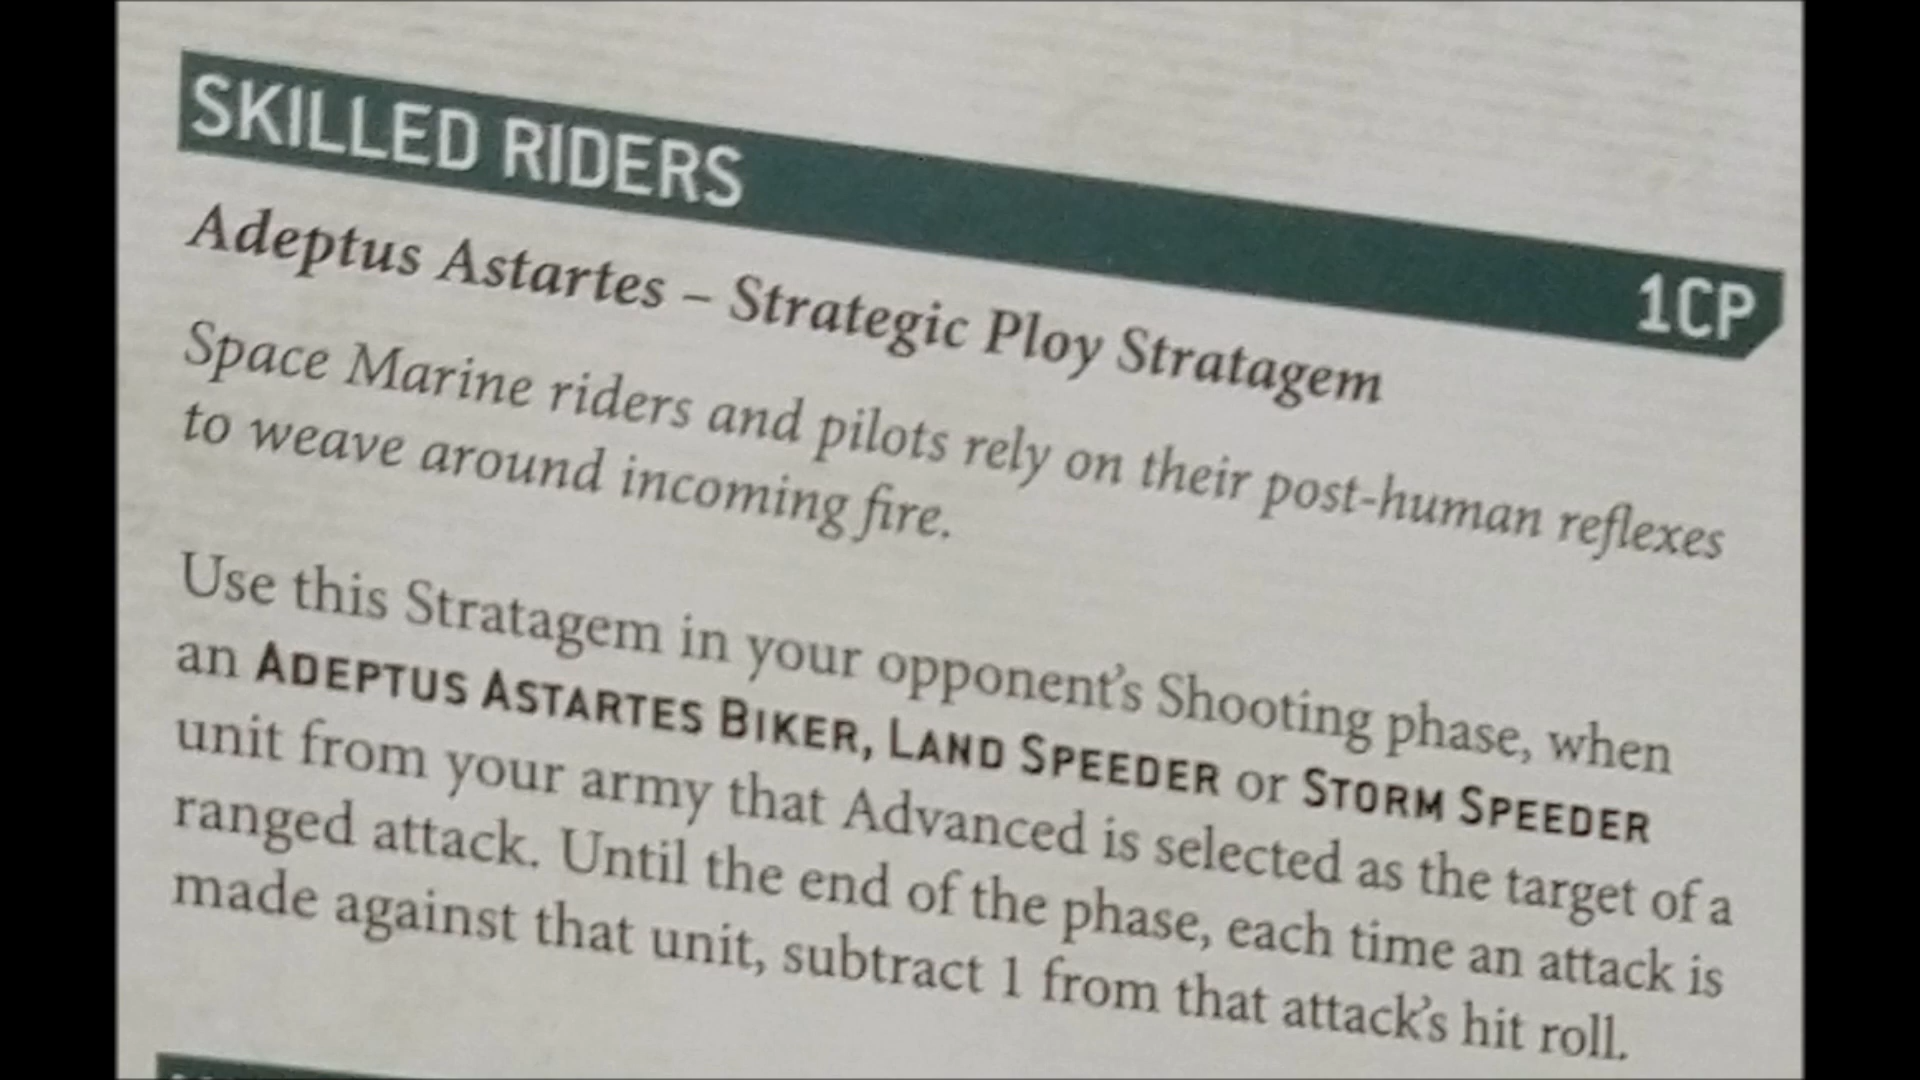 SKILLED RIDERS
1CP
Adeptus Astartes – Strategic Ploy Stratagem
Space Marine riders and pilots rely on their post-human reflexes
to weave around incoming fire.
Use this Stratagem in your opponent's Shooting phase, when
an ADEPTUS ASTARTES BIKER, LAND SPEEDER or STORM SPEEDER
unit from your army that Advanced is selected as the target of a
ranged attack. Until the end of the phase, each time an attack is
made against that unit, subtract 1 from that attack's hit roll.